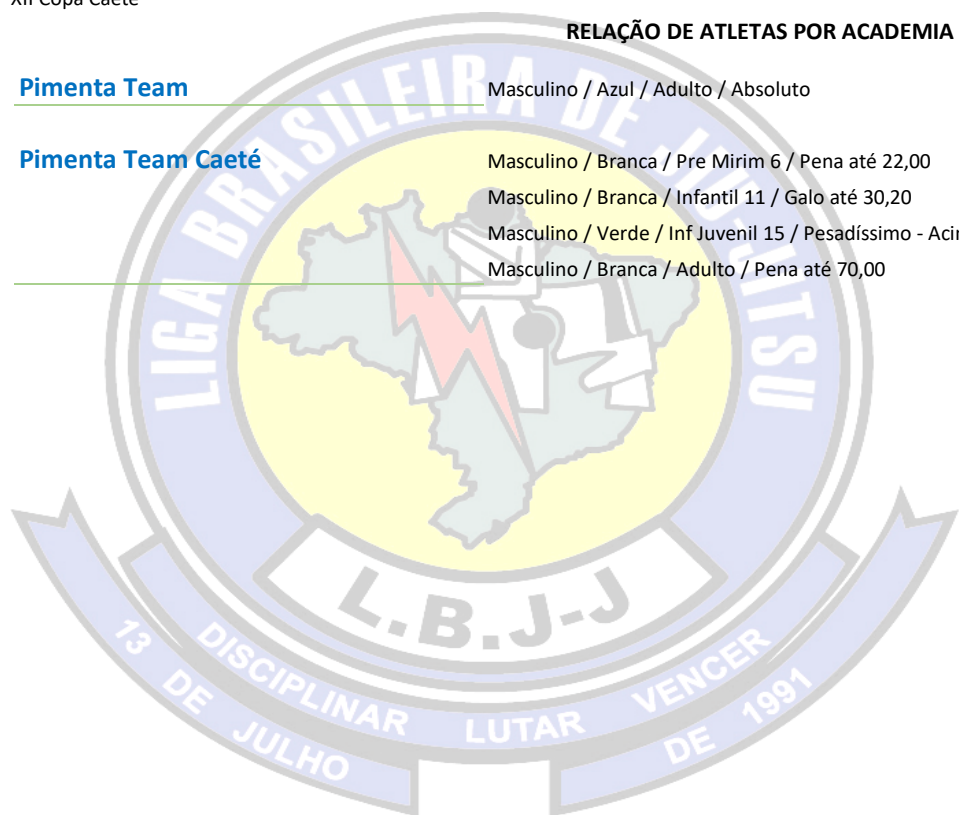 XII Copa Caeté
RELAÇÃO DE ATLETAS POR ACADEMIA
Pimenta Team
Masculino / Azul / Adulto / Absoluto
Pimenta Team Caeté
Masculino / Branca / Pre Mirim 6 / Pena até 22,00
Masculino / Branca / Infantil 11 / Galo até 30,20
Masculino / Verde / Inf Juvenil 15 / Pesadíssimo -
Masculino / Branca / Adulto / Pena até 70,00
LIGA BRASILEIRA DE JIU-JITSU
L.B.J-J
DISCIPLINAR LUTAR VENCER
13 DE JULHO DE 1991